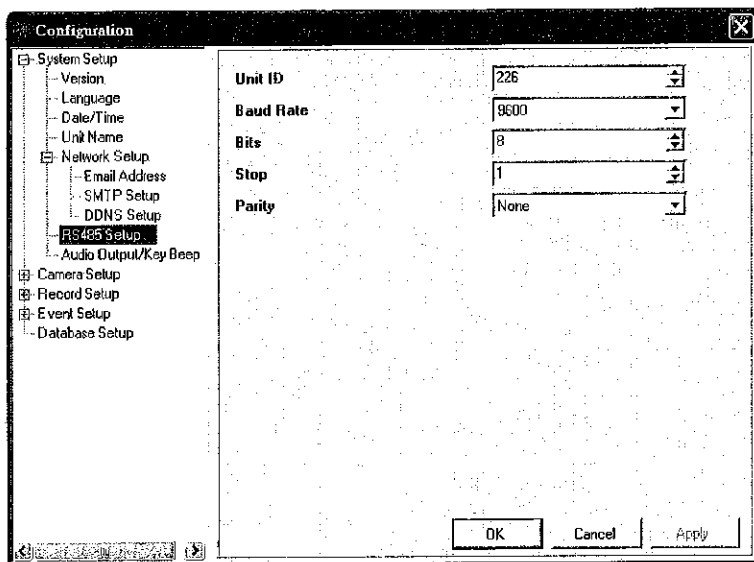 Configuration
System Setup
Version
Language
Date/Time
Unit Name
Network Setup
Email Address
SMTP Setup
DDNS Setup
RS485 Setup
Audio Output/Key Beep
Camera Setup
Record Setup
Event Setup
Database Setup
Unit ID 226
Baud Rate 9600
Bits 8
Stop 1
Parity None
OK Cancel Apply